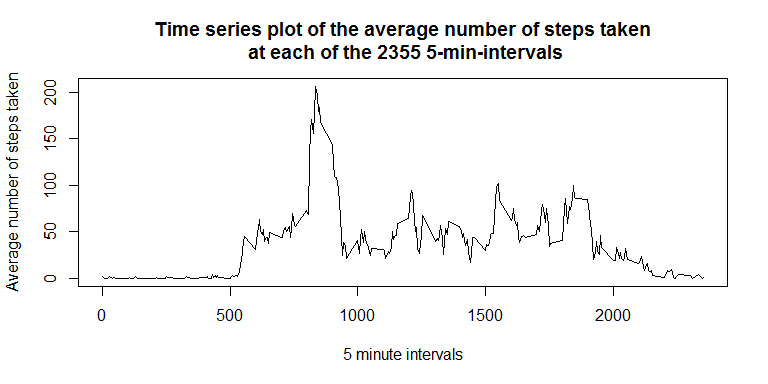 Time series plot of the average number of steps taken
at each of the 2355 5-min-intervals
Average number of steps taken
200
150
100
50
0
0 500 1000 1500 2000
5 minute intervals